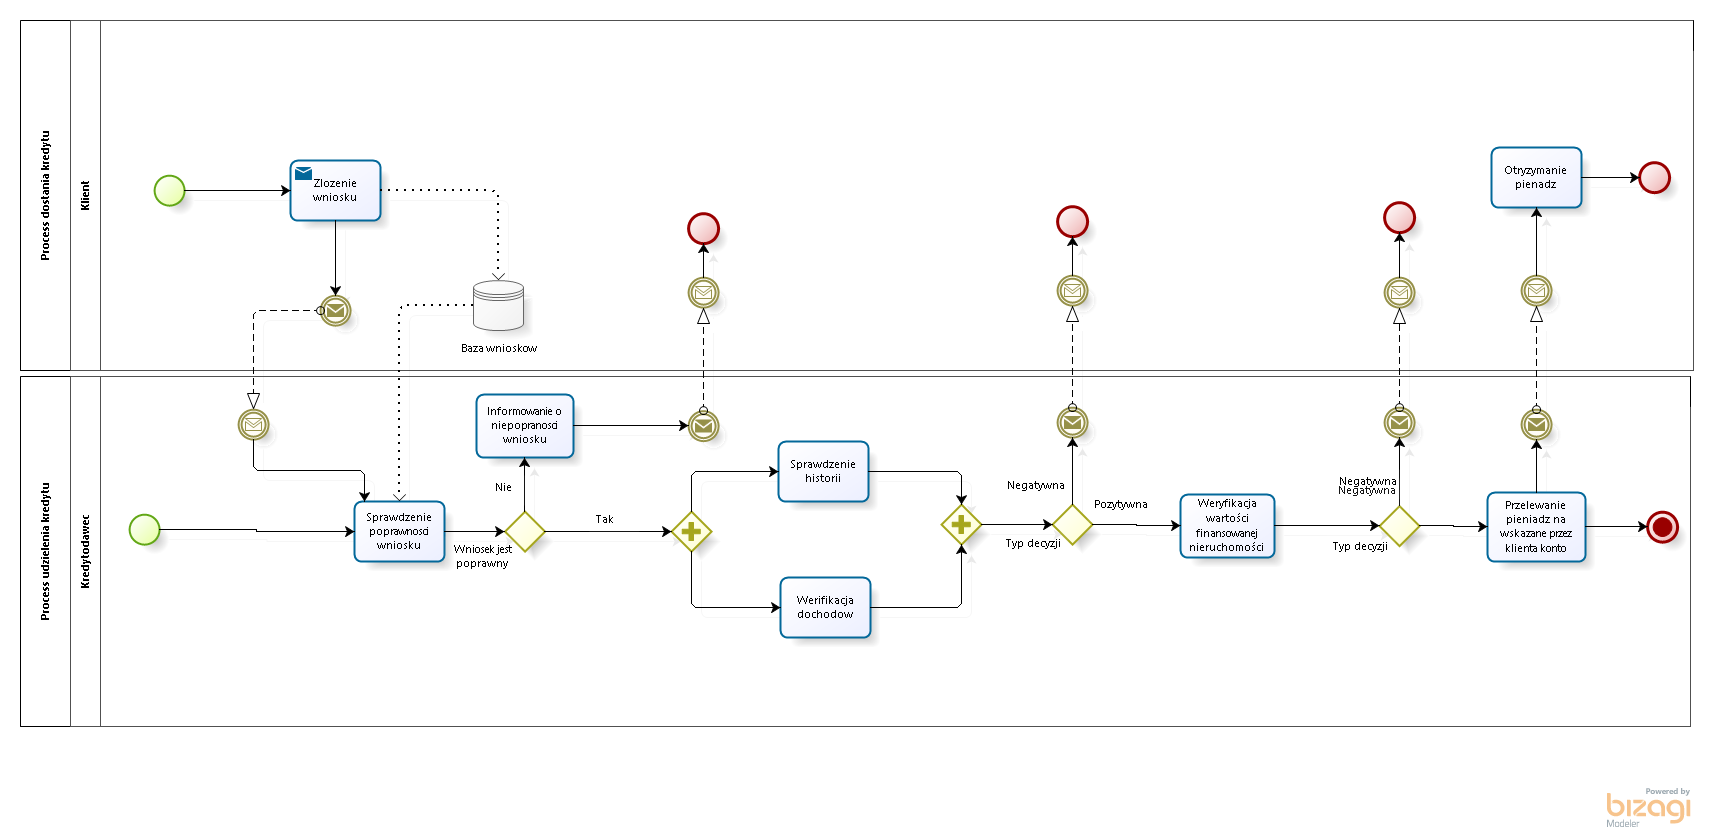 Process dostania kredytu
Klient
Zlozenie
wniosku
Baza wnioskow
Otryzymanie
pienadz
Process udzielenia kredytu
Kredytodawec
Informowanie o
niepopranosci
wniosku
Nie
Sprawdzenie
poprawnosci
wniosku
Wniosek jest
poprawny
Tak
Sprawdzenie
historii
Werifikacja
dochodow
Negatywna
Typ decyzji
Pozytywna
Weryfikacja
wartości
finansowanej
nieruchomości
Negatywna
Negatywna
Typ decyzji
Przelewanie
pieniadz na
wskazane przez
klienta konto
Powered by
bizagi
Modeler